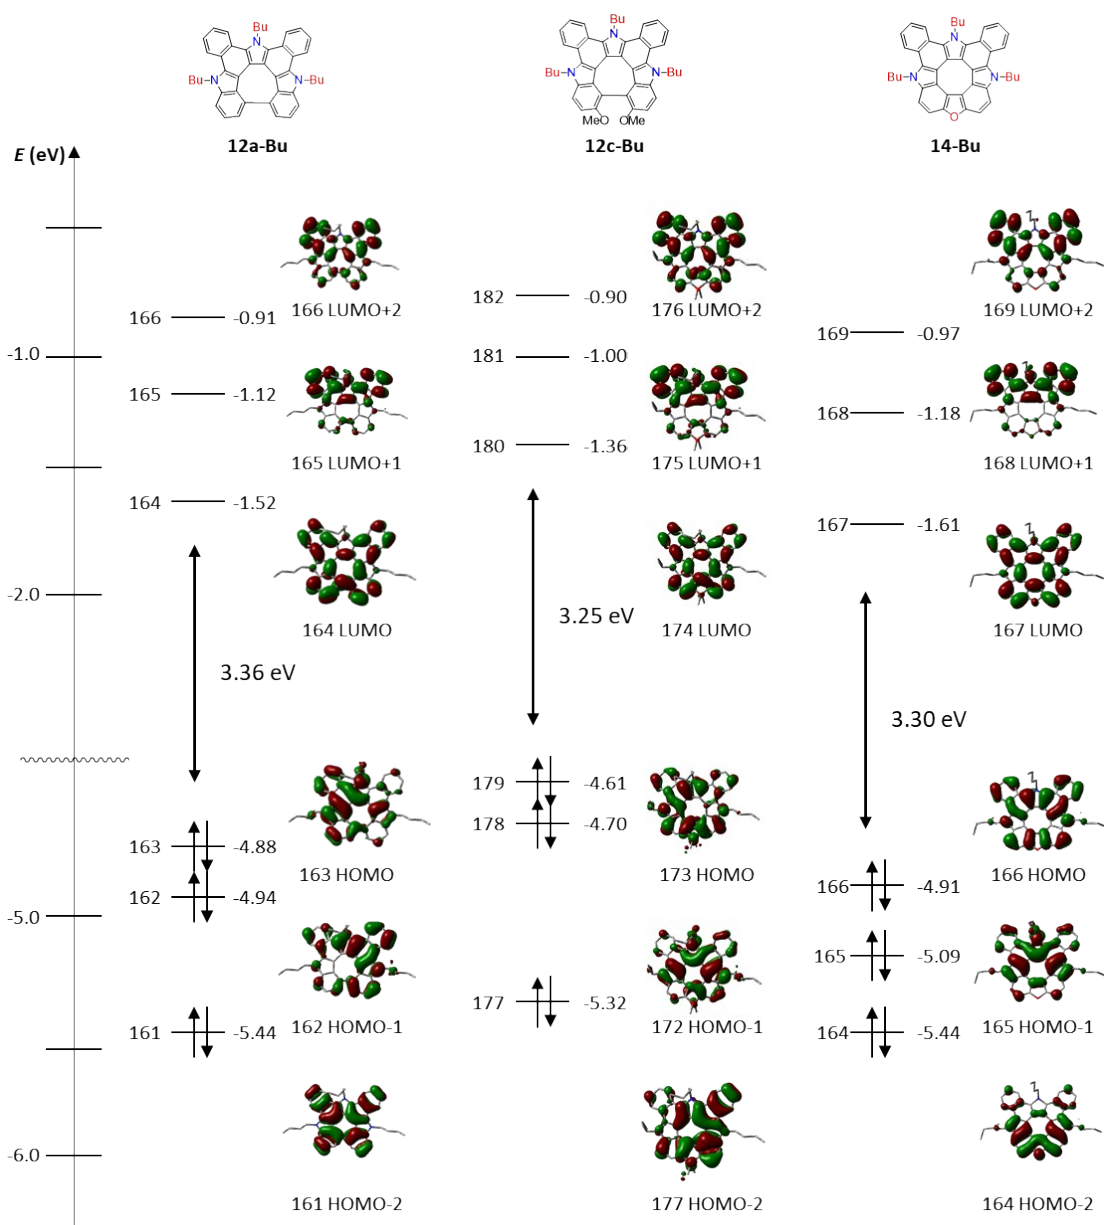 Bu
N
Bu
N
N
Bu
12a-Bu
Bu
N
Bu
N
N
Bu
MeO
OMe
12c-Bu
Bu
N
Bu
N
N
Bu
O
14-Bu
E (eV)
-1.0
-2.0
-5.0
-6.0
166
-0.91
165
-1.12
164
-1.52
3.36 eV
163
-4.88
162
-4.94
161
-5.44
166 LUMO+2
165 LUMO+1
164 LUMO
163 HOMO
162 HOMO-1
161 HOMO-2
182
-0.90
181
-1.00
180
-1.36
3.25 eV
179
-4.61
178
-4.70
177
-5.32
176 LUMO+2
175 LUMO+1
174 LUMO
173 HOMO
172 HOMO-1
177 HOMO-2
169
-0.97
168
-1.18
167
-1.61
3.30 eV
166
-4.91
165
-5.09
164
-5.44
169 LUMO+2
168 LUMO+1
167 LUMO
166 HOMO
165 HOMO-1
164 HOMO-2